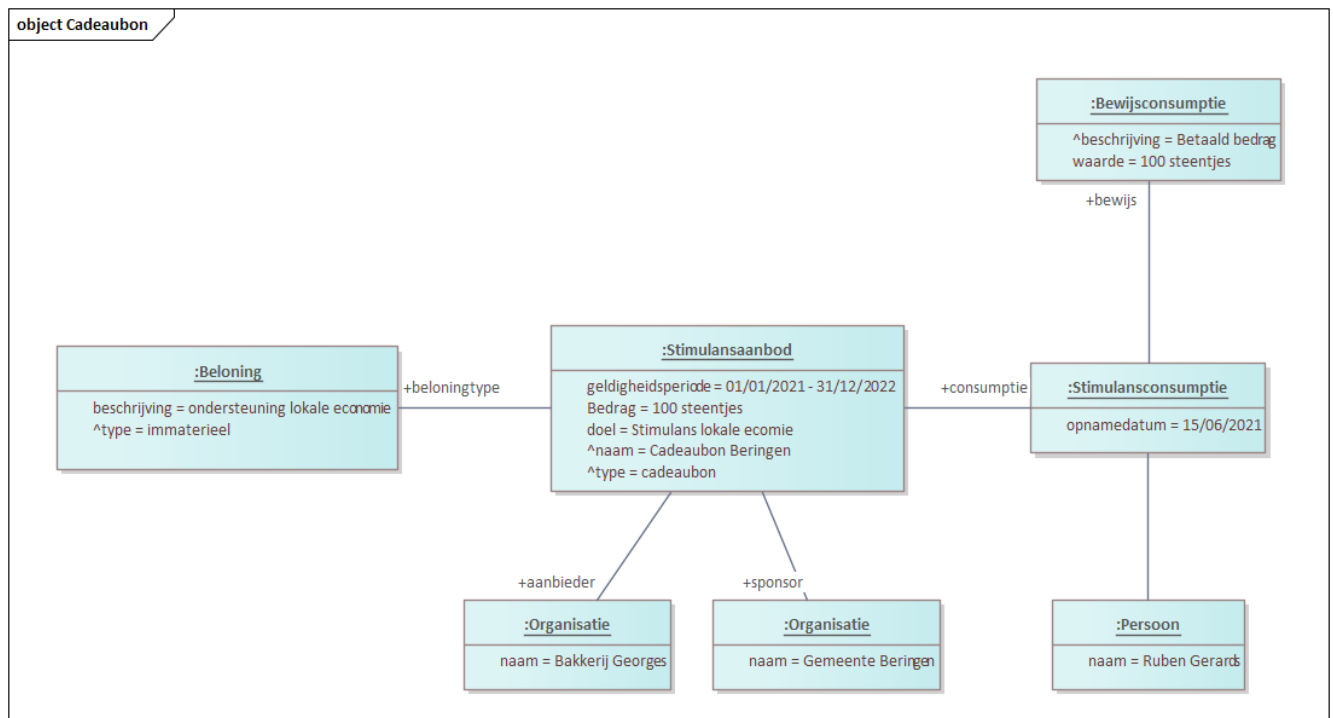 object Cadeaubon
:Bewijsconsumptie
^beschrijving = Betaald bedrag
waarde = 100 steentjes
+bewijs
:Beloning
beschrijving = ondersteuning lokale economie
^type = immaterieel
+beloningtype
:Stimulansaanbod
geldigheidsperiode = 01/01/2021 - 31/12/2022
Bedrag = 100 steentjes
doel = Stimulans lokale ecomie
^naam = Cadeaubon Beringen
^type = cadeaubon
+consumptie
:Stimulansconsumptie
opnamedatum = 15/06/2021
+aanbieder
+sponsor
:Organisatie
naam = Bakkerij Georges
:Organisatie
naam = Gemeente Beringen
:Persoon
naam = Ruben Gerards